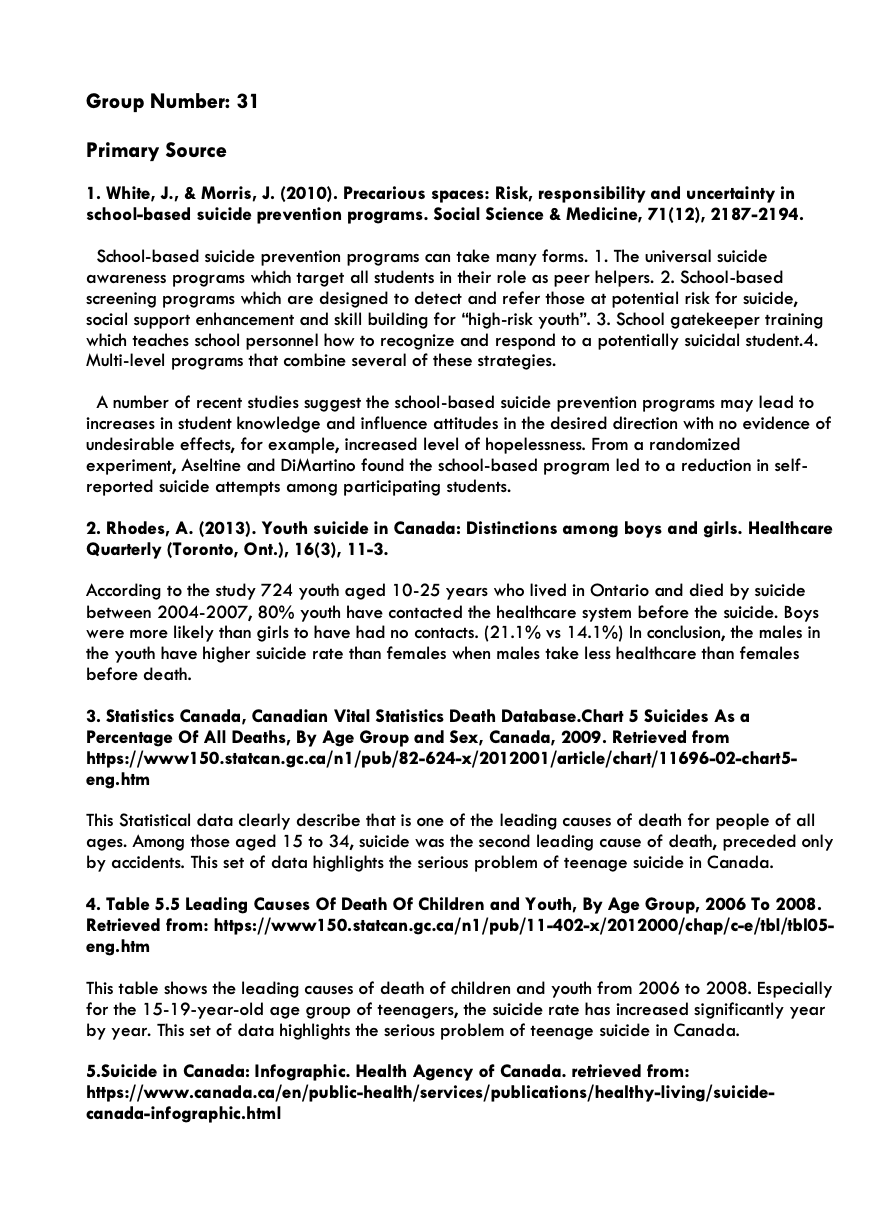 Group Number: 31
Primary Source
1. White, J., & Morris, J. (2010). Precarious spaces: Risk, responsibility and uncertainty in
school-based suicide prevention programs. Social Science & Medicine, 71(12), 2187-2194.
School-based suicide prevention programs can take many forms. 1. The universal suicide
awareness programs which target all students in their role as peer helpers. 2. School-based
screening programs which are designed to detect and refer those at potential risk for suicide,
social support enhancement and skill building for “high-risk youth”. 3. School gatekeeper training
which teaches school personnel how to recognize and respond to a potentially suicidal student.4.
Multi-level programs that combine several of these strategies.
A number of recent studies suggest the school-based suicide prevention programs may lead to
increases in student knowledge and influence attitudes in the desired direction with no evidence of
undesirable effects, for example, increased level of hopelessness. From a randomized
experiment, Aseltine and DiMartino found the school-based program led to a reduction in self-
reported suicide attempts among participating students.
2. Rhodes, A. (2013). Youth suicide in Canada: Distinctions among boys and girls. Healthcare
Quarterly (Toronto, Ont.), 16(3), 11-3.
According to the study 724 youth aged 10-25 years who lived in Ontario and died by suicide
between 2004-2007, 80% youth have contacted the healthcare system before the suicide. Boys
were more likely than girls to have had no contacts. (21.1% vs 14.1%) In conclusion, the males in
the youth have higher suicide rate than females when males take less healthcare than females
before death.
3. Statistics Canada, Canadian Vital Statistics Death Database.Chart 5 Suicides As a
Percentage Of All Deaths, By Age Group and Sex, Canada, 2009. Retrieved from
https://www150.statcan.gc.ca/n1/pub/82-624-x/2012001/article/chart/11696-02-chart5-
eng.htm
This Statistical data clearly describe that is one of the leading causes of death for people of all
ages. Among those aged 15 to 34, suicide was the second leading cause of death, preceded only
by accidents. This set of data highlights the serious problem of teenage suicide in Canada.
4. Table 5.5 Leading Causes Of Death Of Children and Youth, By Age Group, 2006 To 2008.
Retrieved from: https://www150.statcan.gc.ca/n1/pub/11-402-x/2012000/chap/c-e/tbl/tbl05-
eng.htm
This table shows the leading causes of death of children and youth from 2006 to 2008. Especially
for the 15-19-year-old age group of teenagers, the suicide rate has increased significantly year
by year. This set of data highlights the serious problem of teenage suicide in Canada.
5.Suicide in Canada: Infographic. Health Agency of Canada. retrieved from:
https://www.canada.ca/en/public-health/services/publications/healthy-living/suicide-
canada-infographic.html